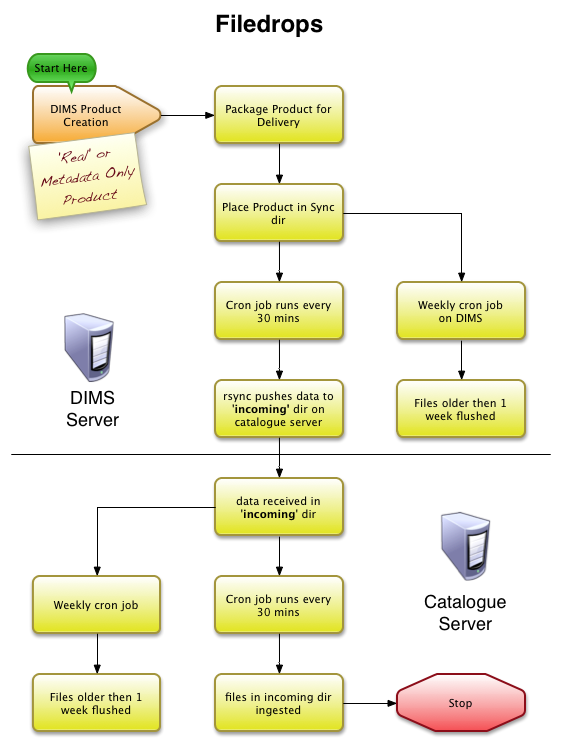 Filedrops
Start Here
DIMS Product
Creation
'Real' or
Metadata Only
Product
Package Product for
Delivery
Place Product in Sync
dir
Cron job runs every
30 mins
Weekly cron job
on DIMS
DIMS
Server
rsync pushes data to
'incoming' dir on
catalogue server
Files older then 1
week flushed
data received in
'incoming' dir
Weekly cron job
Cron job runs every
30 mins
Catalogue
Server
Files older then 1
week flushed
files in incoming dir
ingested
Stop